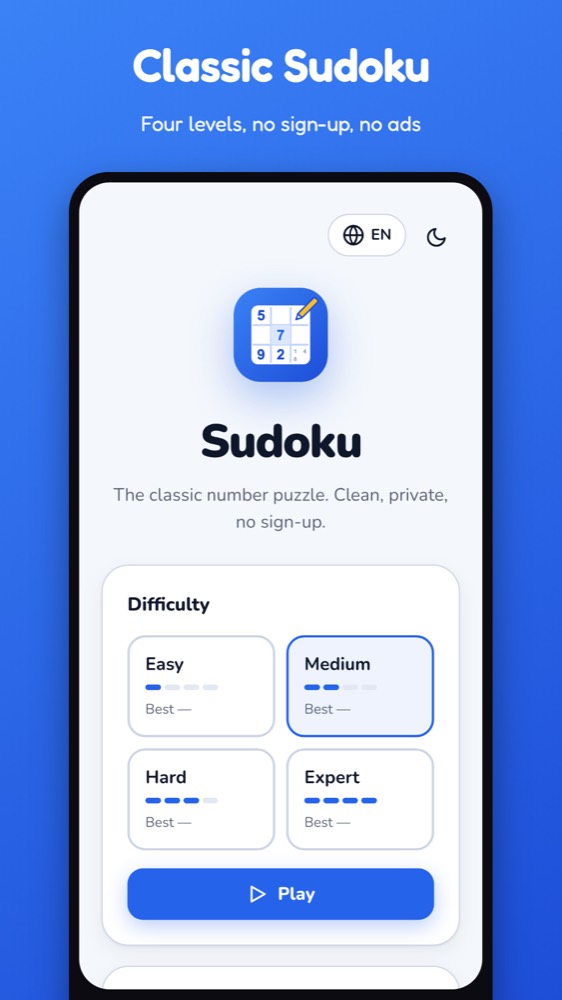 Classic Sudoku
Four levels, no sign-up, no ads
EN
5
7
9 2
Sudoku
The classic number puzzle. Clean, private,
no sign-up.
Difficulty
Easy
Best —
Medium
Best —
Hard
Best —
Expert
Best —
Play